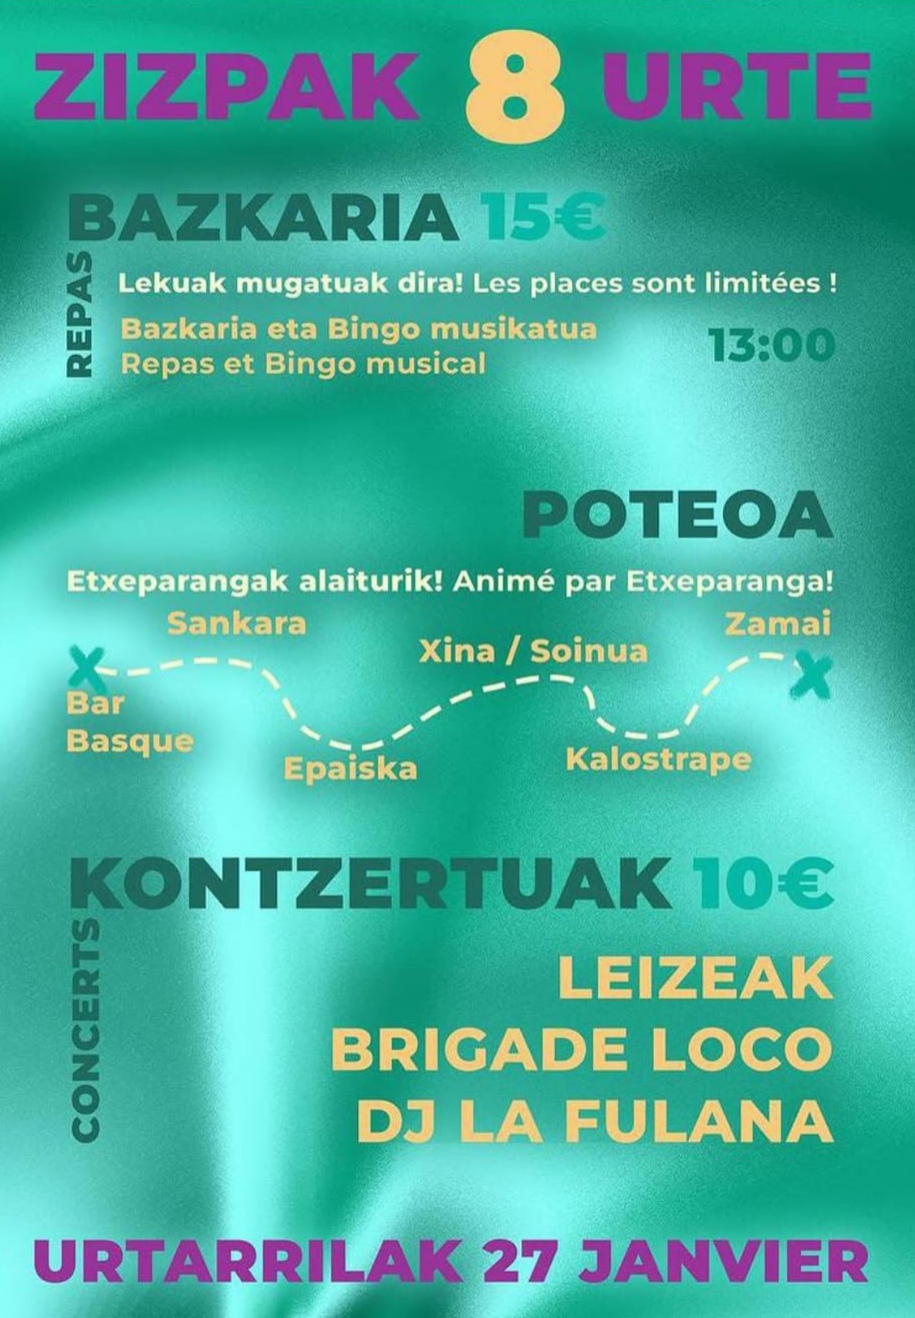 ZIZPAK 8 URTE
BAZKARIA 15€
REPAS
Lekuak mugatuak dira! Les places sont limitées !
Bazkaria eta Bingo musikatua
Repas et Bingo musical
13:00
POTEOA
Etxeparangak alaiturik! Animé par Etxeparanga!
Sankara
Zamai
Xina / Soinua
Bar
Basque
Epaiska
Kalostrape
KONTZERTUAK 10€
CONCERTS
LEIZEAK
BRIGADE LOCO
DJ LA FULANA
URTARRILAK 27 JANVIER